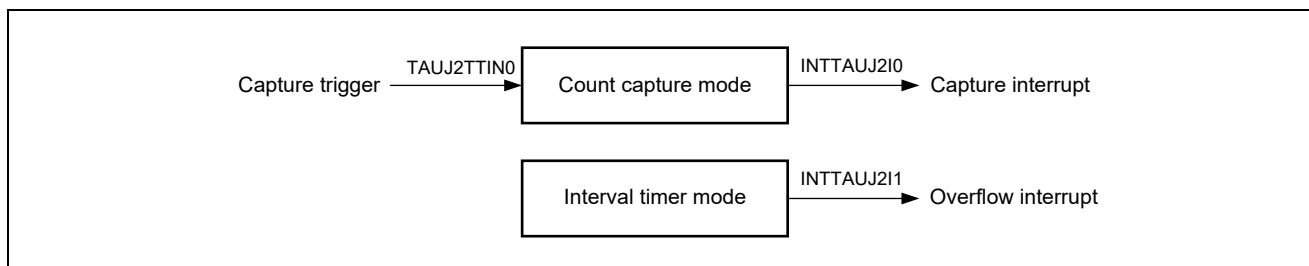 Capture trigger TAUJ2TTIN0 Count capture mode INTTAUJ2I0 Capture interrupt
Interval timer mode INTTAUJ2I1 Overflow interrupt